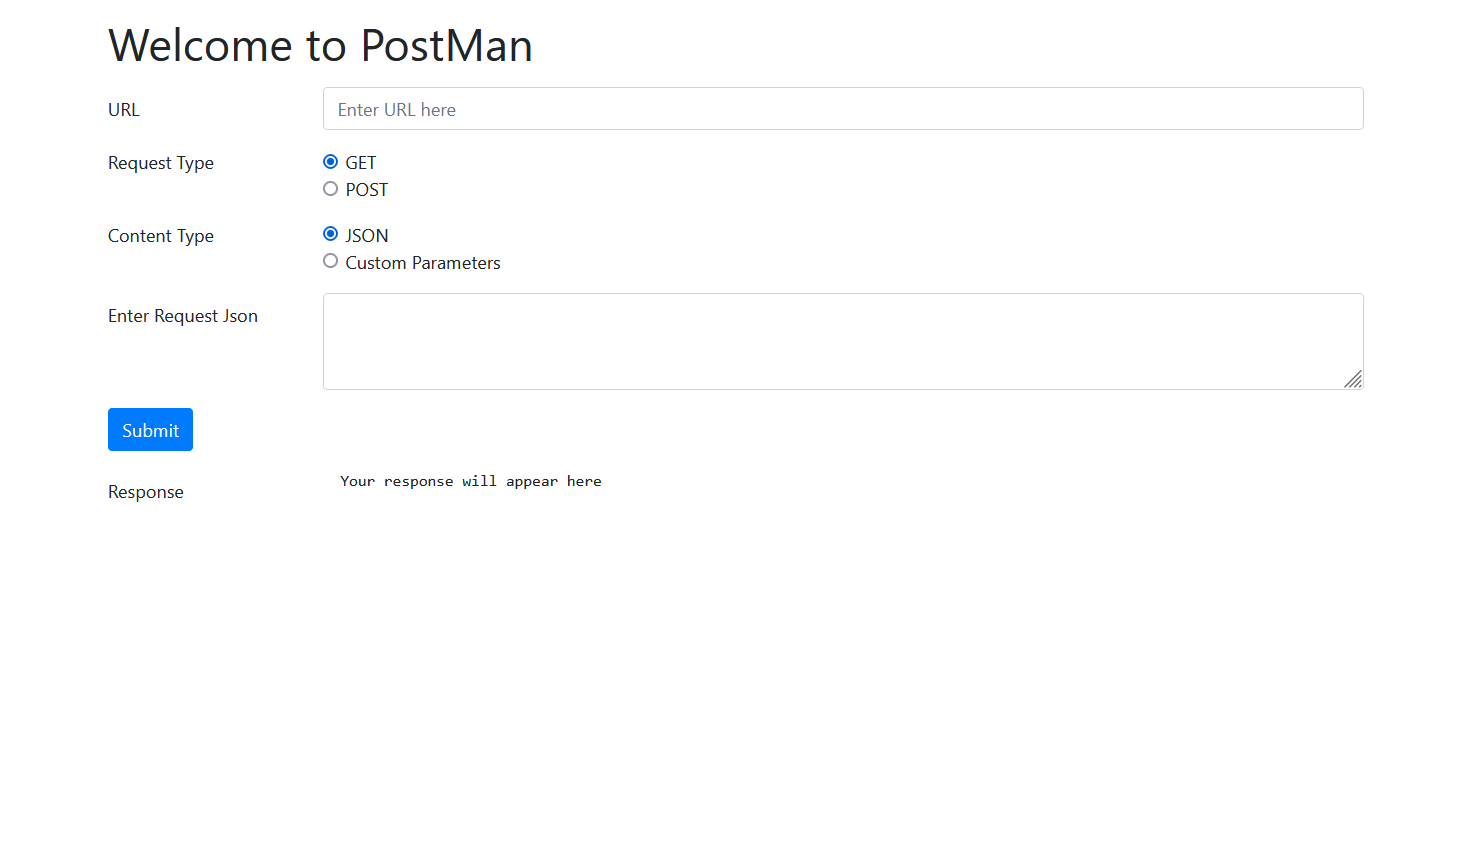 Welcome to PostMan
URL
Enter URL here
Request Type
GET
POST
Content Type
JSON
Custom Parameters
Enter Request Json
Submit
Response
Your response will appear here